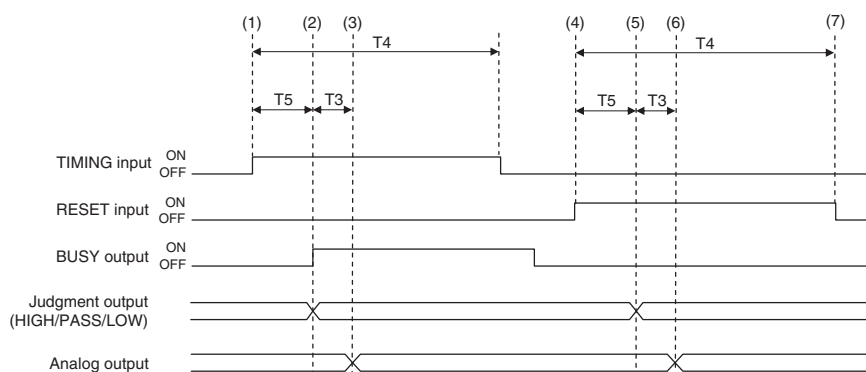 (1) (2) (3) (4) (5) (6) (7)
T4 T4
T5 T3 T5 T3
TIMING input ON
OFF
RESET input ON
OFF
BUSY output ON
OFF
Judgment output
(HIGH/PASS/LOW)
Analog output